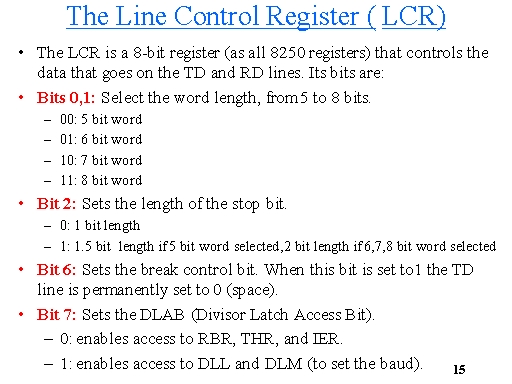 The Line Control Register ( LCR)
• The LCR is a 8-bit register (as all 8250 registers) that controls the
data that goes on the TD and RD lines. Its bits are:
• Bits 0,1: Select the word length, from 5 to 8 bits.
– 00: 5 bit word
– 01: 6 bit word
– 10: 7 bit word
– 11: 8 bit word
• Bit 2: Sets the length of the stop bit.
– 0: 1 bit length
– 1: 1.5 bit length if 5 bit word selected,2 bit length if 6,7,8 bit word selected
• Bit 6: Sets the break control bit. When this bit is set to1 the TD
line is permanently set to 0 (space).
• Bit 7: Sets the DLAB (Divisor Latch Access Bit).
– 0: enables access to RBR, THR, and IER.
– 1: enables access to DLL and DLM (to set the baud).
15